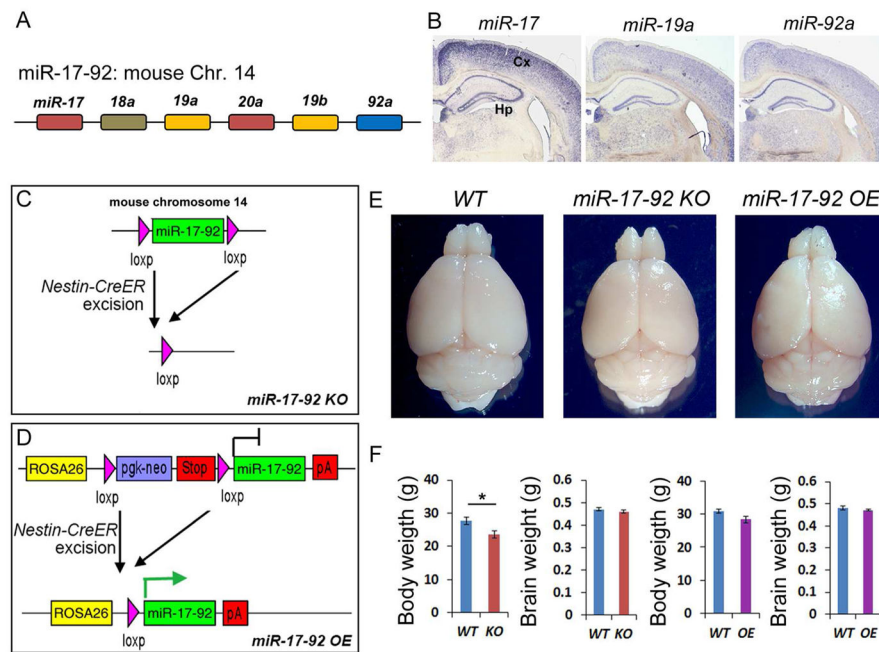 A
miR-17-92: mouse Chr. 14
miR-17 18a 19a 20a 19b 92a
B
miR-17 miR-19a miR-92a
Cx
Hp
C
mouse chromosome 14
miR-17-92
loxp loxp
Nestin-CreER
excision
loxp
miR-17-92 KO
D
ROSA26 pgk-neo Stop miR-17-92 pA
loxp loxp
Nestin-CreER
excision
ROSA26 miR-17-92 pA
loxp
miR-17-92 OE
E
WT miR-17-92 KO miR-17-92 OE
F
Body weigth (g)
40
30
20
10
0
*
WT KO
Brain weight (g)
0.6
0.5
0.4
0.3
0.2
0.1
0
WT KO
Body weigth (g)
40
30
20
10
0
WT OE
Brain weigth (g)
0.6
0.5
0.4
0.3
0.2
0.1
0
WT OE